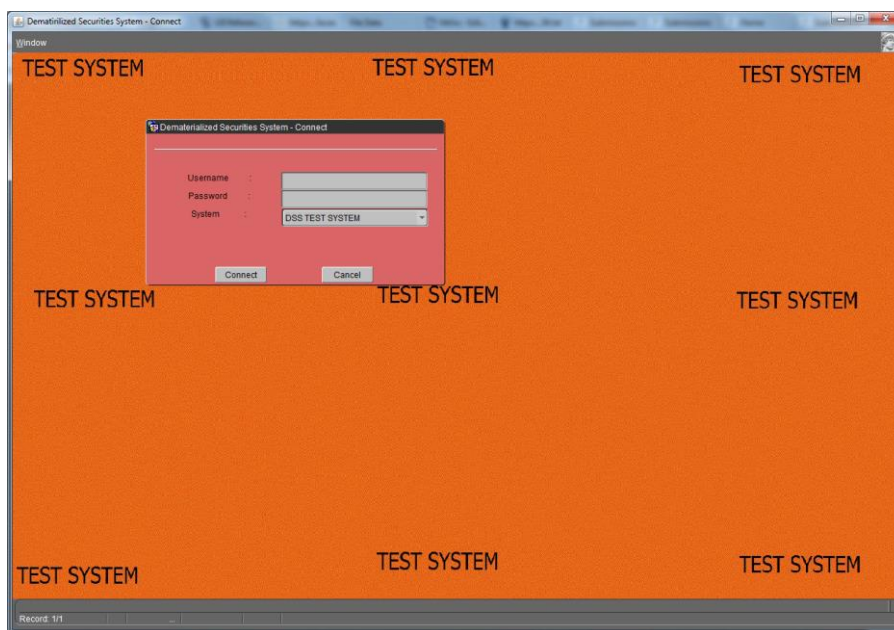 Dematirilized Securities System - Connect
Window
TEST SYSTEM TEST SYSTEM TEST SYSTEM
Dematerialized Securities System - Connect
Username :
Password :
System : DSS TEST SYSTEM
Connect Cancel
TEST SYSTEM TEST SYSTEM TEST SYSTEM
TEST SYSTEM TEST SYSTEM TEST SYSTEM
Record: 1/1